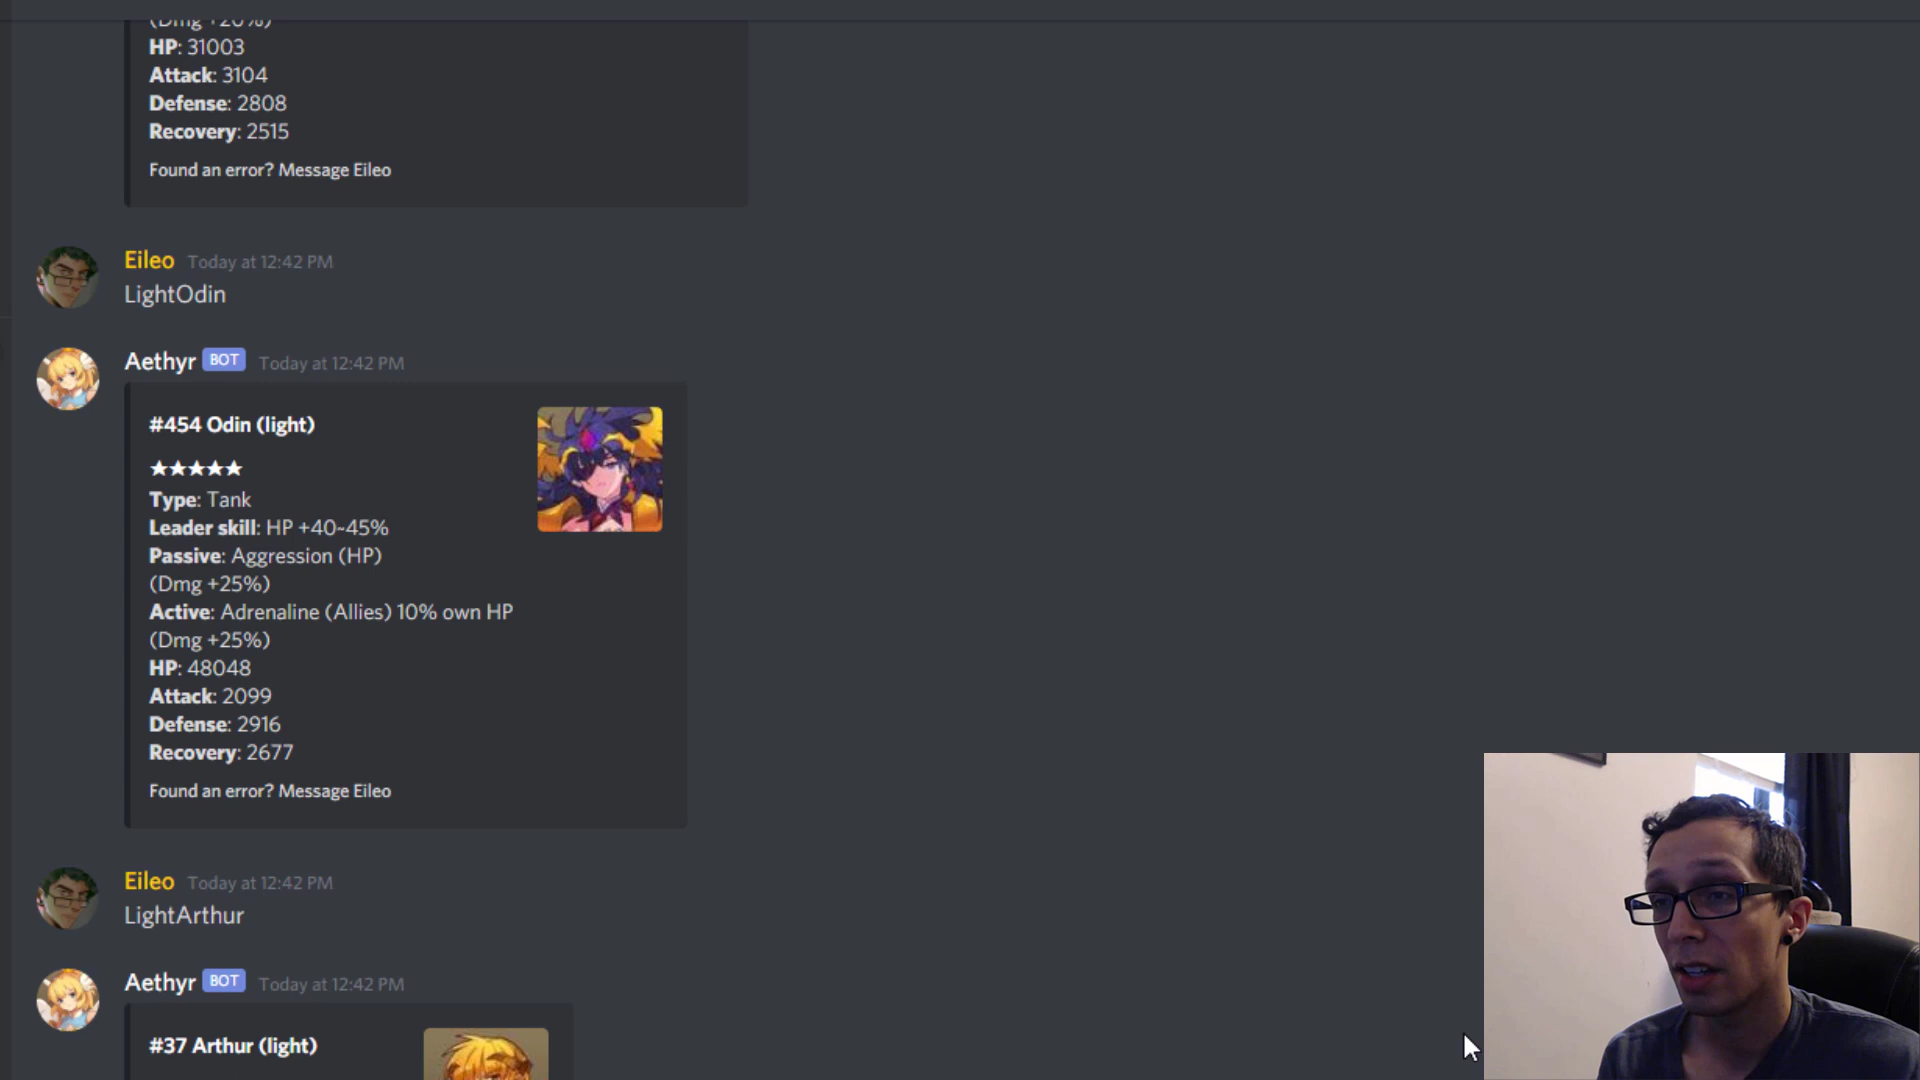 (Dmg +20%)
HP: 31003
Attack: 3104
Defense: 2808
Recovery: 2515
Found an error? Message Eileo
Eileo Today at 12:42 PM
LightOdin
Aethyr BOT Today at 12:42 PM
#454 Odin (light)
★★★★★
Type: Tank
Leader skill: HP +40~45%
Passive: Aggression (HP)
(Dmg +25%)
Active: Adrenaline (Allies) 10% own HP
(Dmg +25%)
HP: 48048
Attack: 2099
Defense: 2916
Recovery: 2677
Found an error? Message Eileo
Eileo Today at 12:42 PM
LightArthur
Aethyr BOT Today at 12:42 PM
#37 Arthur (light)